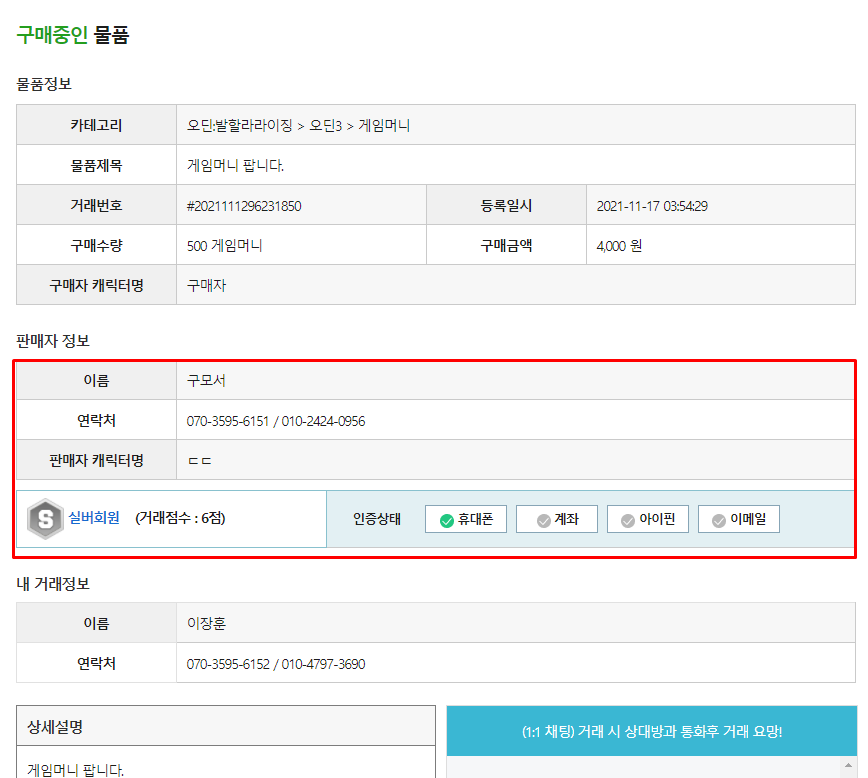 구매중인 물품
물품정보
카테고리 오딘:발할라라이징 > 오딘3 > 게임머니
물품제목 게임머니 팝니다.
거래번호 #2021111296231850 등록일시 2021-11-17 03:54:29
구매수량 500 게임머니 구매금액 4,000 원
구매자 캐릭터명 구매자
판매자 정보
이름 구모서
연락처 070-3595-6151 / 010-2424-0956
판매자 캐릭터명 ㄷㄷ
S 실버회원 (거래점수 : 6점) 인증상태 휴대폰 계좌 아이핀 이메일
내 거래정보
이름 이장훈
연락처 070-3595-6152 / 010-4797-3690
상세설명
게임머니 팝니다.
(1:1 채팅) 거래 시 상대방과 통화후 거래 요망!